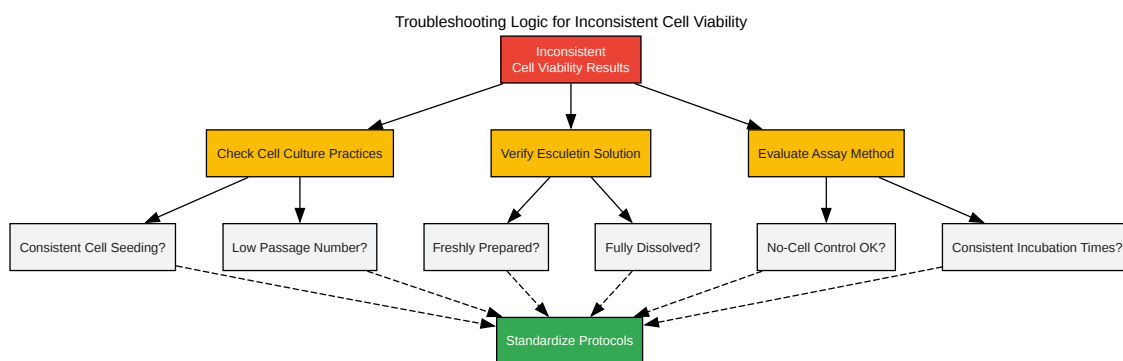 Troubleshooting Logic for Inconsistent Cell Viability
Inconsistent
Cell Viability Results
Check Cell Culture Practices
Verify Esculetin Solution
Evaluate Assay Method
Consistent Cell Seeding?
Low Passage Number?
Freshly Prepared?
Fully Dissolved?
No-Cell Control OK?
Consistent Incubation Times?
Standardize Protocols